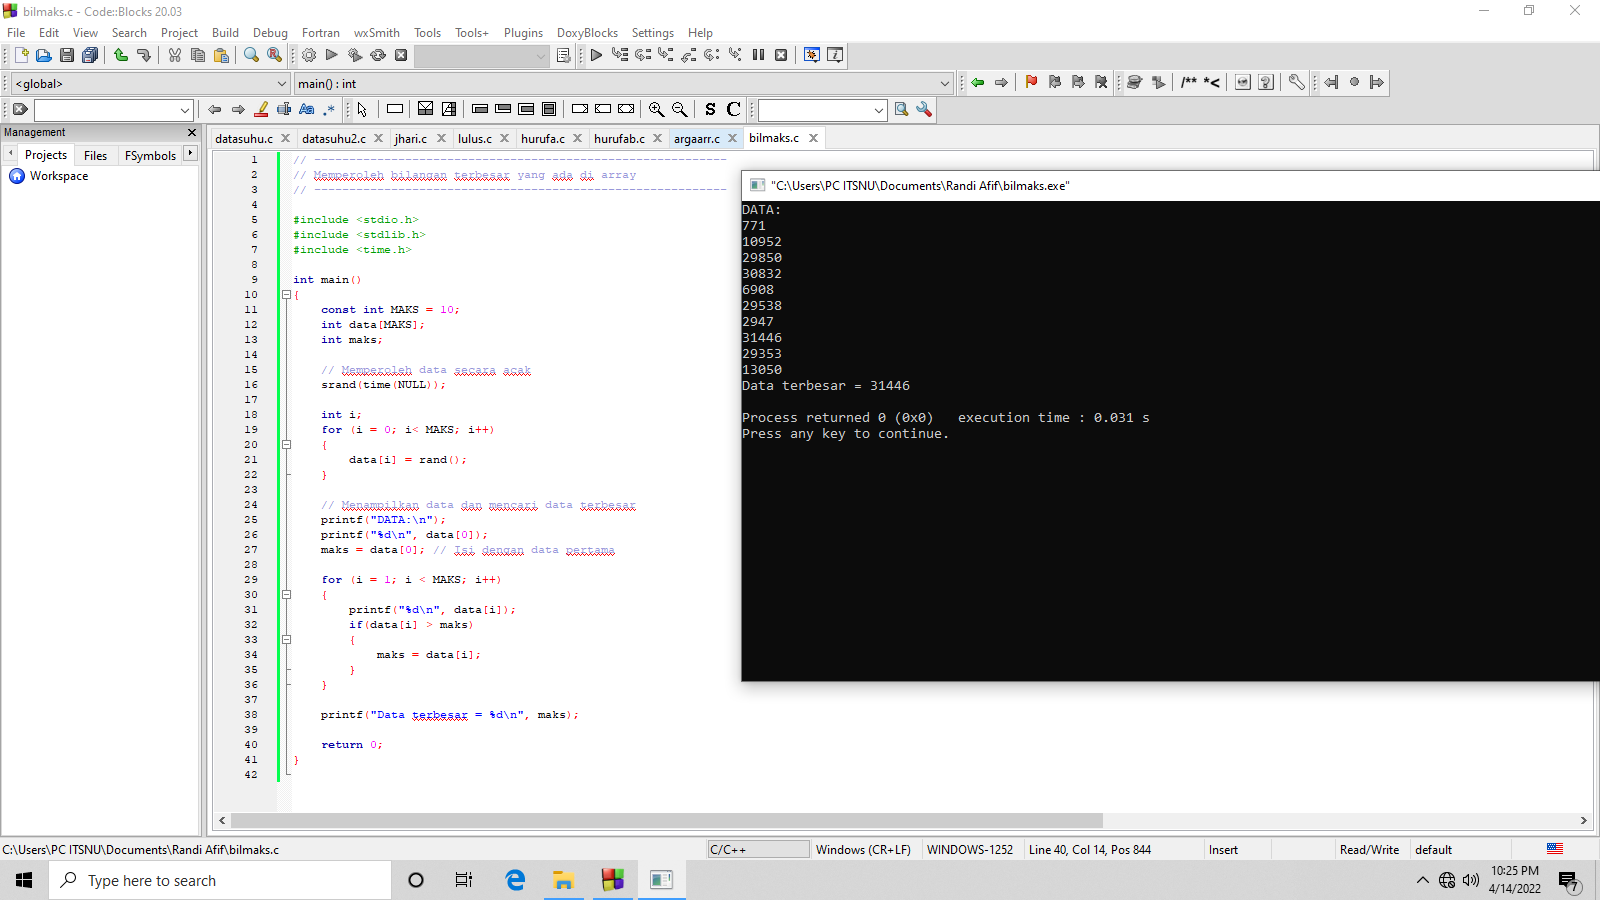 bilmaks.c - Code::Blocks 20.03
File Edit View Search Project Build Debug Fortran wxSmith Tools Tools+ Plugins DoxyBlocks Settings Help
<global>
main() : int
/** *<
Aa .*
S C
Management
Projects Files FSymbols
Workspace
datasuhu.c datasuhu2.c jhari.c lulus.c hurufa.c hurufab.c argaarr.c bilmaks.c
1 // -----------------------------------------------------------
2 // Memperoleh bilangan terbesar yang ada di array
3 // -----------------------------------------------------------
4
5 #include <stdio.h>
6 #include <stdlib.h>
7 #include <time.h>
8
9 int main()
10 {
11 const int MAKS = 10;
12 int data[MAKS];
13 int maks;
14
15 // Memperoleh data secara acak
16 srand(time(NULL));
17
18 int i;
19 for (i = 0; i< MAKS; i++)
20 {
21 data[i] = rand();
22 }
23
24 // Menampilkan data dan mencari data terbesar
25 printf("DATA:\n");
26 printf("%d\n", data[0]);
27 maks = data[0]; // Isi dengan data pertama
28
29 for (i = 1; i < MAKS; i++)
30 {
31 printf("%d\n", data[i]);
32 if(data[i] > maks)
33 {
34 maks = data[i];
35 }
36 }
37
38 printf("Data terbesar = %d\n", maks);
39
40 return 0;
41 }
42
"C:\Users\PC ITSNU\Documents\Randi Afif\bilmaks.exe"
DATA:
771
10952
29850
30832
6908
29538
2947
31446
29353
13050
Data terbesar = 31446
Process returned 0 (0x0) execution time : 0.031 s
Press any key to continue.
C:\Users\PC ITSNU\Documents\Randi Afif\bilmaks.c
C/C++
Windows (CR+LF)
WINDOWS-1252
Line 40, Col 14, Pos 844
Insert
Read/Write
default
Type here to search
10:25 PM
4/14/2022
7